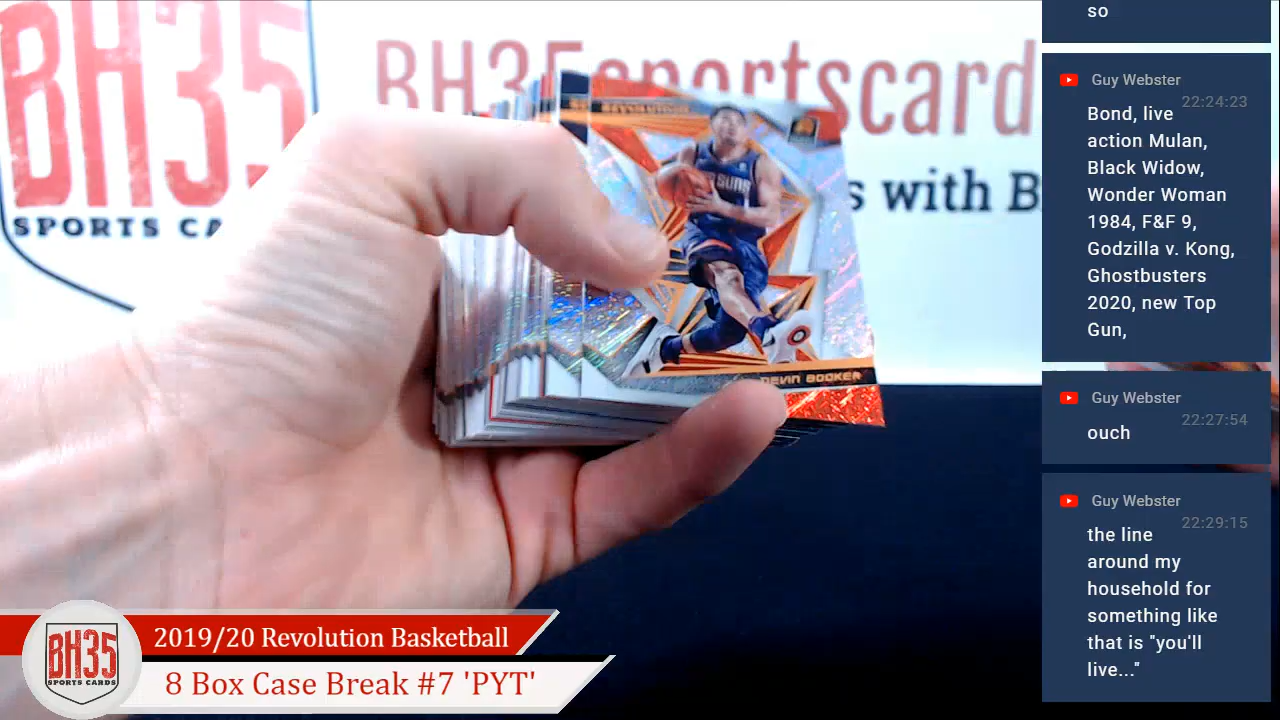 BH35
SPORTS CA
BH35sportscard
s with B
REVOLUTION
SUNS
DEVIN BOOKER
so
Guy Webster
22:24:23
Bond, live
action Mulan,
Black Widow,
Wonder Woman
1984, F&F 9,
Godzilla v. Kong,
Ghostbusters
2020, new Top
Gun,
Guy Webster
22:27:54
ouch
Guy Webster
22:29:15
the line
around my
household for
something like
that is "you'll
live..."
BH35
SPORTS CARDS
2019/20 Revolution Basketball
8 Box Case Break #7 'PYT'